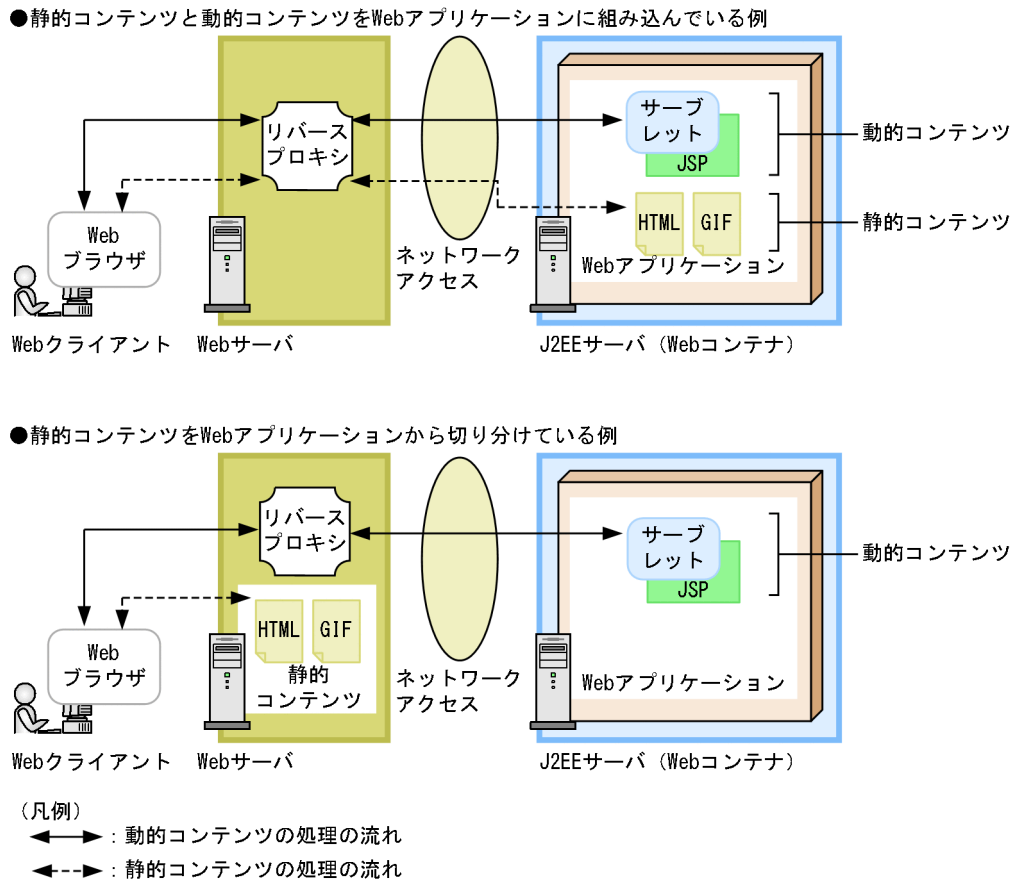 ●静的コンテンツと動的コンテンツをWebアプリケーションに組み込んでいる例
リバース
プロキシ
サーブ
レット
JSP
動的コンテンツ
HTML
GIF
静的コンテンツ
Web
ブラウザ
ネットワーク
アクセス
Webアプリケーション
Webクライアント
Webサーバ
J2EEサーバ（Webコンテナ）
●静的コンテンツをWebアプリケーションから切り分けている例
リバース
プロキシ
サーブ
レット
JSP
動的コンテンツ
HTML
GIF
静的
コンテンツ
Web
ブラウザ
ネットワーク
アクセス
Webアプリケーション
Webクライアント
Webサーバ
J2EEサーバ（Webコンテナ）
（凡例）
：動的コンテンツの処理の流れ
：静的コンテンツの処理の流れ